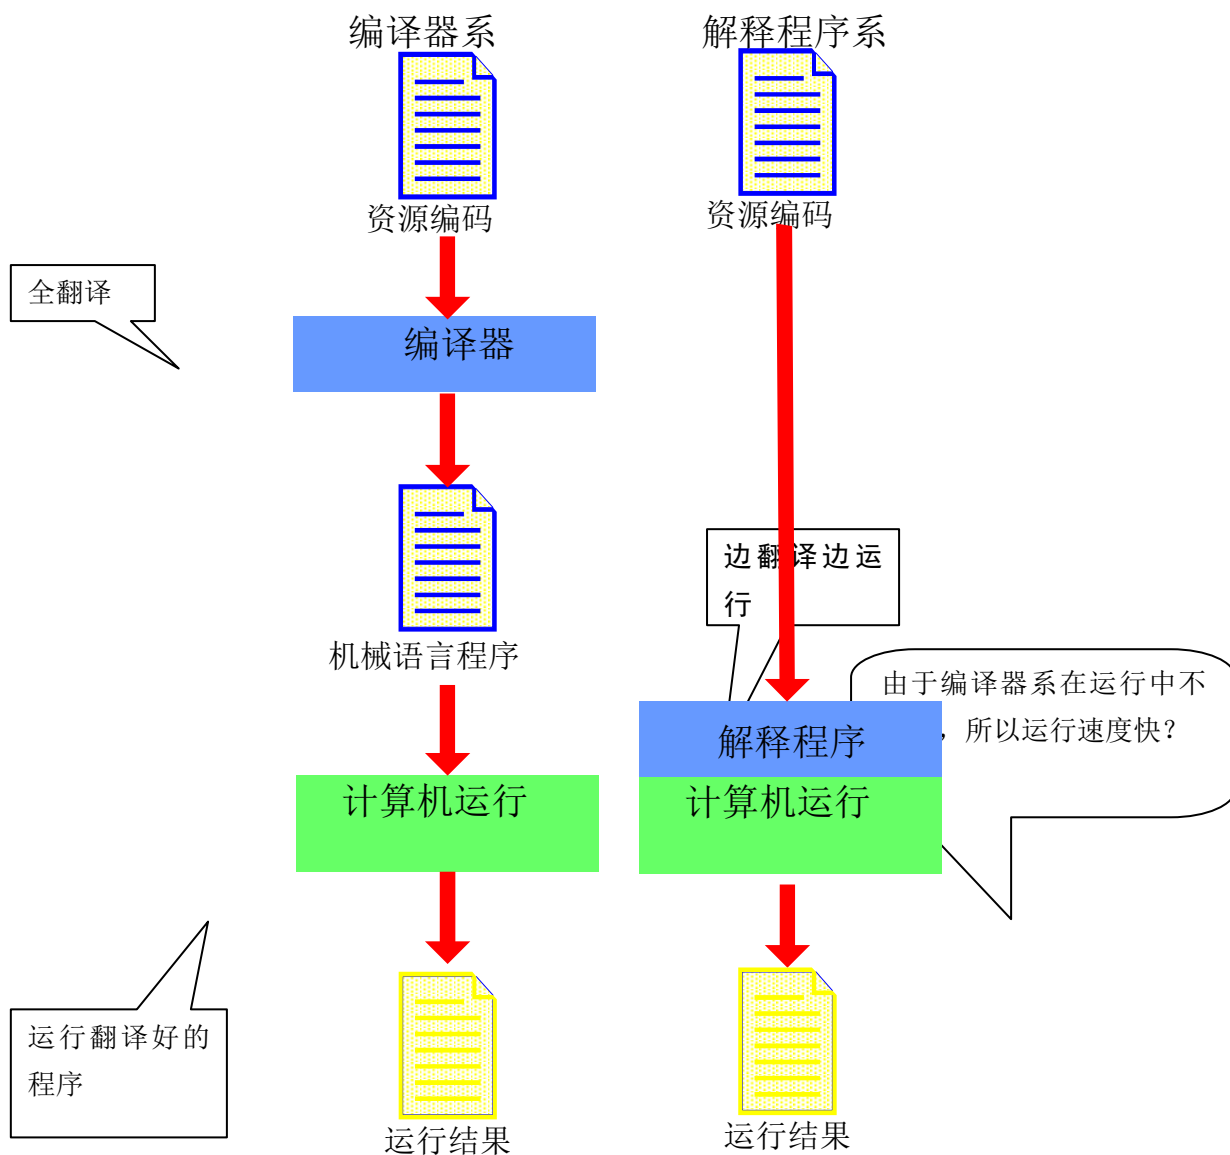 编译器系
解释程序系
资源编码
资源编码
全翻译
编译器
边翻译边运
行
机械语言程序
由于编译器系在运行中不
，所以运行速度快？
解释程序
计算机运行
计算机运行
运行翻译好的
程序
运行结果
运行结果